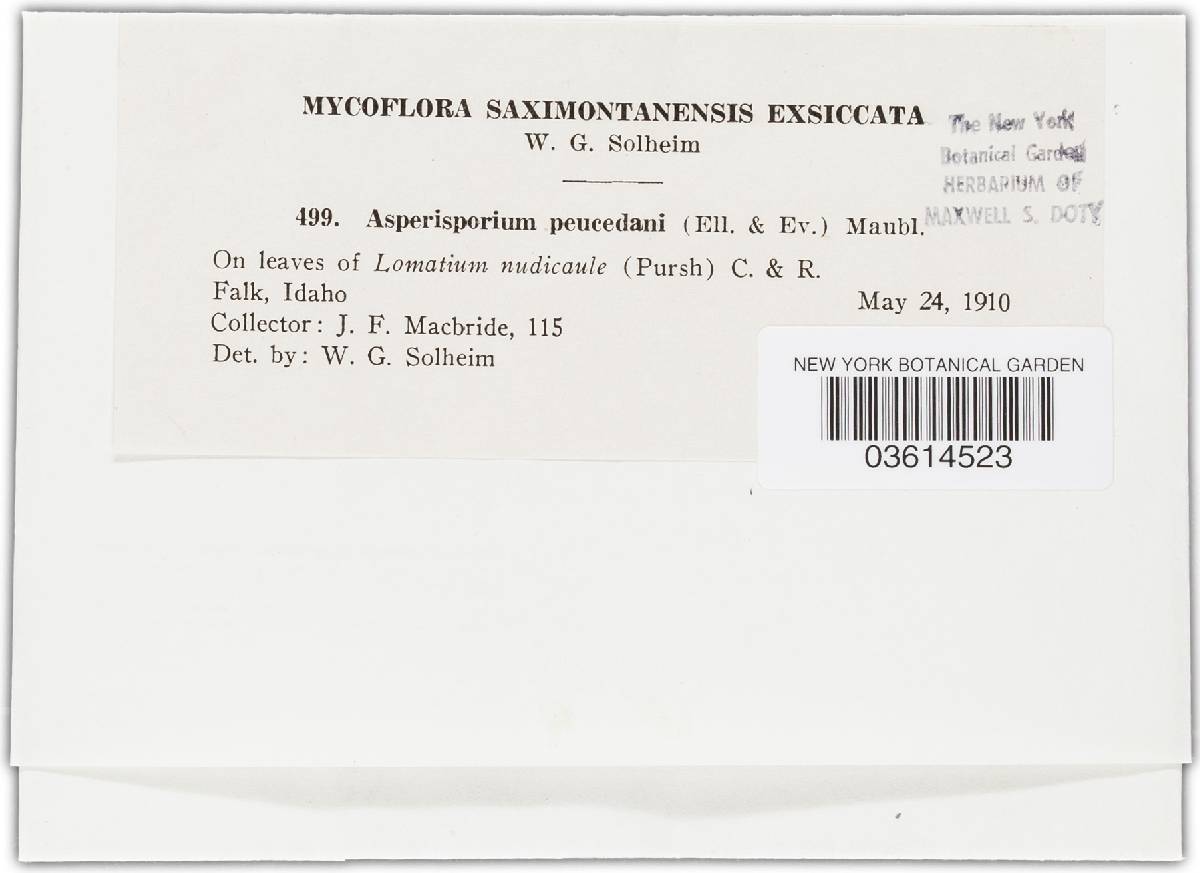 MYCOFLORA SAXIMONTANENSIS EXSICCATA
W. G. Solheim
The New York
Botanical Garden
HERBARIUM OF
MAXWELL S. DOTY
499. Asperisporium peucedani (Ell. & Ev.) Maubl.
On leaves of Lomatium nudicaule (Pursh) C. & R.
Falk, Idaho May 24, 1910
Collector: J. F. Macbride, 115
Det. by: W. G. Solheim
NEW YORK BOTANICAL GARDEN
03614523